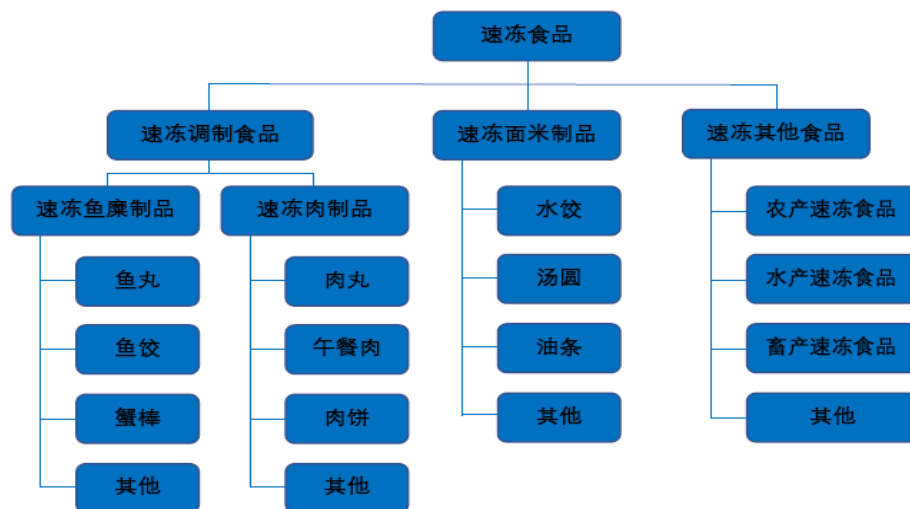 速冻食品
速冻调制食品
速冻面米制品
速冻其他食品
速冻鱼糜制品
速冻肉制品
水饺
农产速冻食品
鱼丸
肉丸
汤圆
水产速冻食品
鱼饺
午餐肉
油条
畜产速冻食品
蟹棒
肉饼
其他
其他
其他
其他